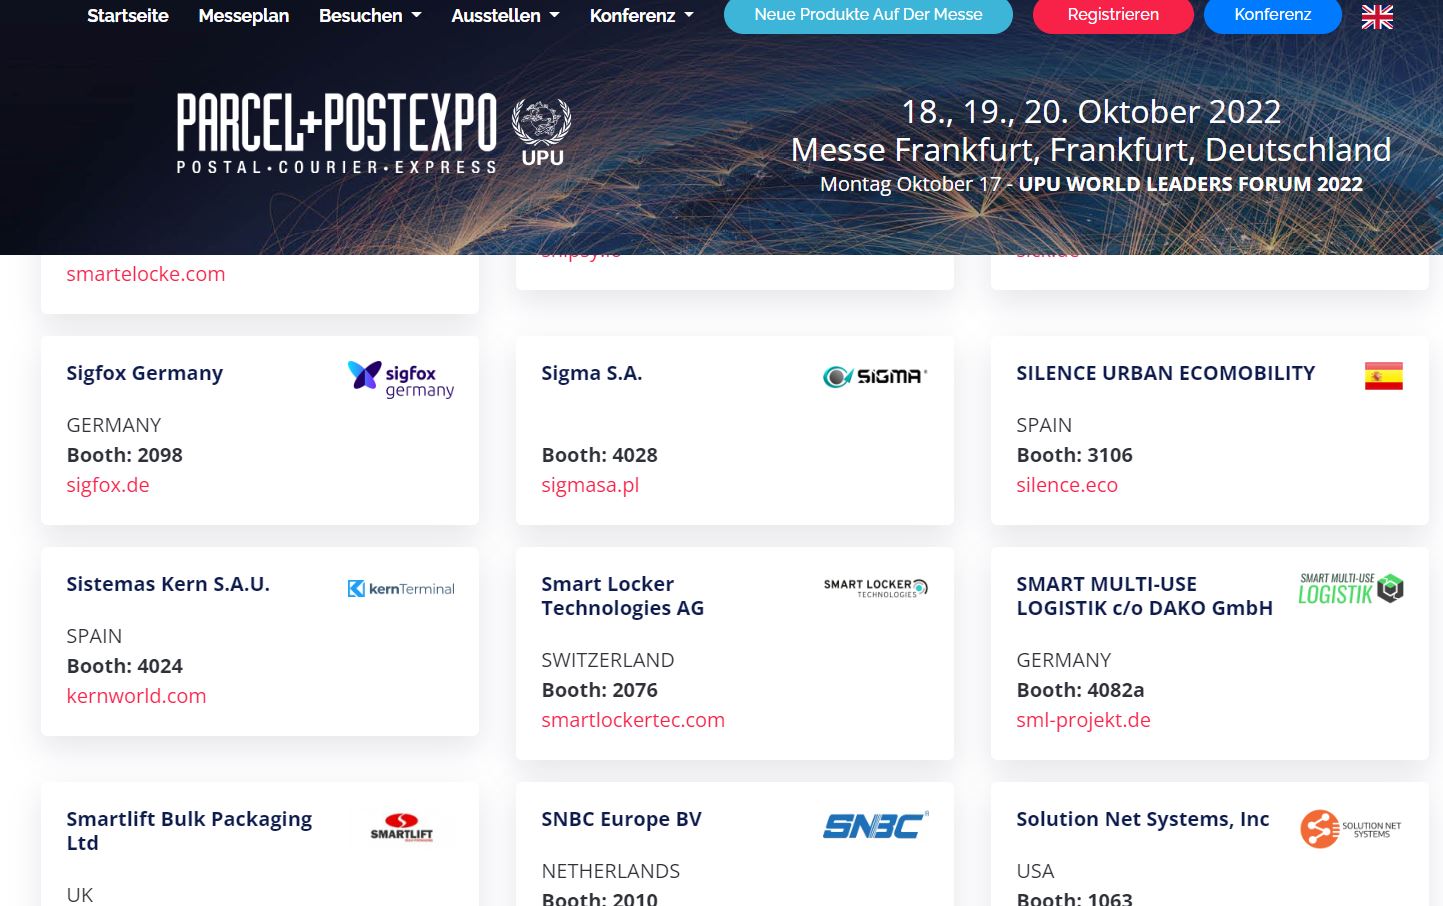 Startseite Messeplan Besuchen Ausstellen Konferenz Neue Produkte Auf Der Messe Registrieren Konferenz
PARCEL+POSTEXPO
POSTAL•COURIER•EXPRESS
UPU
18., 19., 20. Oktober 2022
Messe Frankfurt, Frankfurt, Deutschland
Montag Oktober 17 - UPU WORLD LEADERS FORUM 2022
smartelocke.com
Sigfox Germany
sigfox
germany
GERMANY
Booth: 2098
sigfox.de
Sigma S.A.
SIGMA
Booth: 4028
sigmasa.pl
SILENCE URBAN ECOMOBILITY
SPAIN
Booth: 3106
silence.eco
Sistemas Kern S.A.U.
kernTerminal
SPAIN
Booth: 4024
kernworld.com
Smart Locker
Technologies AG
SMART LOCKER
TECHNOLOGIES
SWITZERLAND
Booth: 2076
smartlockertec.com
SMART MULTI-USE
LOGISTIK c/o DAKO GmbH
SMART MULTI-USE
LOGISTIK
GERMANY
Booth: 4082a
sml-projekt.de
Smartlift Bulk Packaging
Ltd
SMARTLIFT
UK
SNBC Europe BV
SNBC
NETHERLANDS
Booth: 2010
Solution Net Systems, Inc
SOLUTION NET
SYSTEMS
USA
Booth: 1063